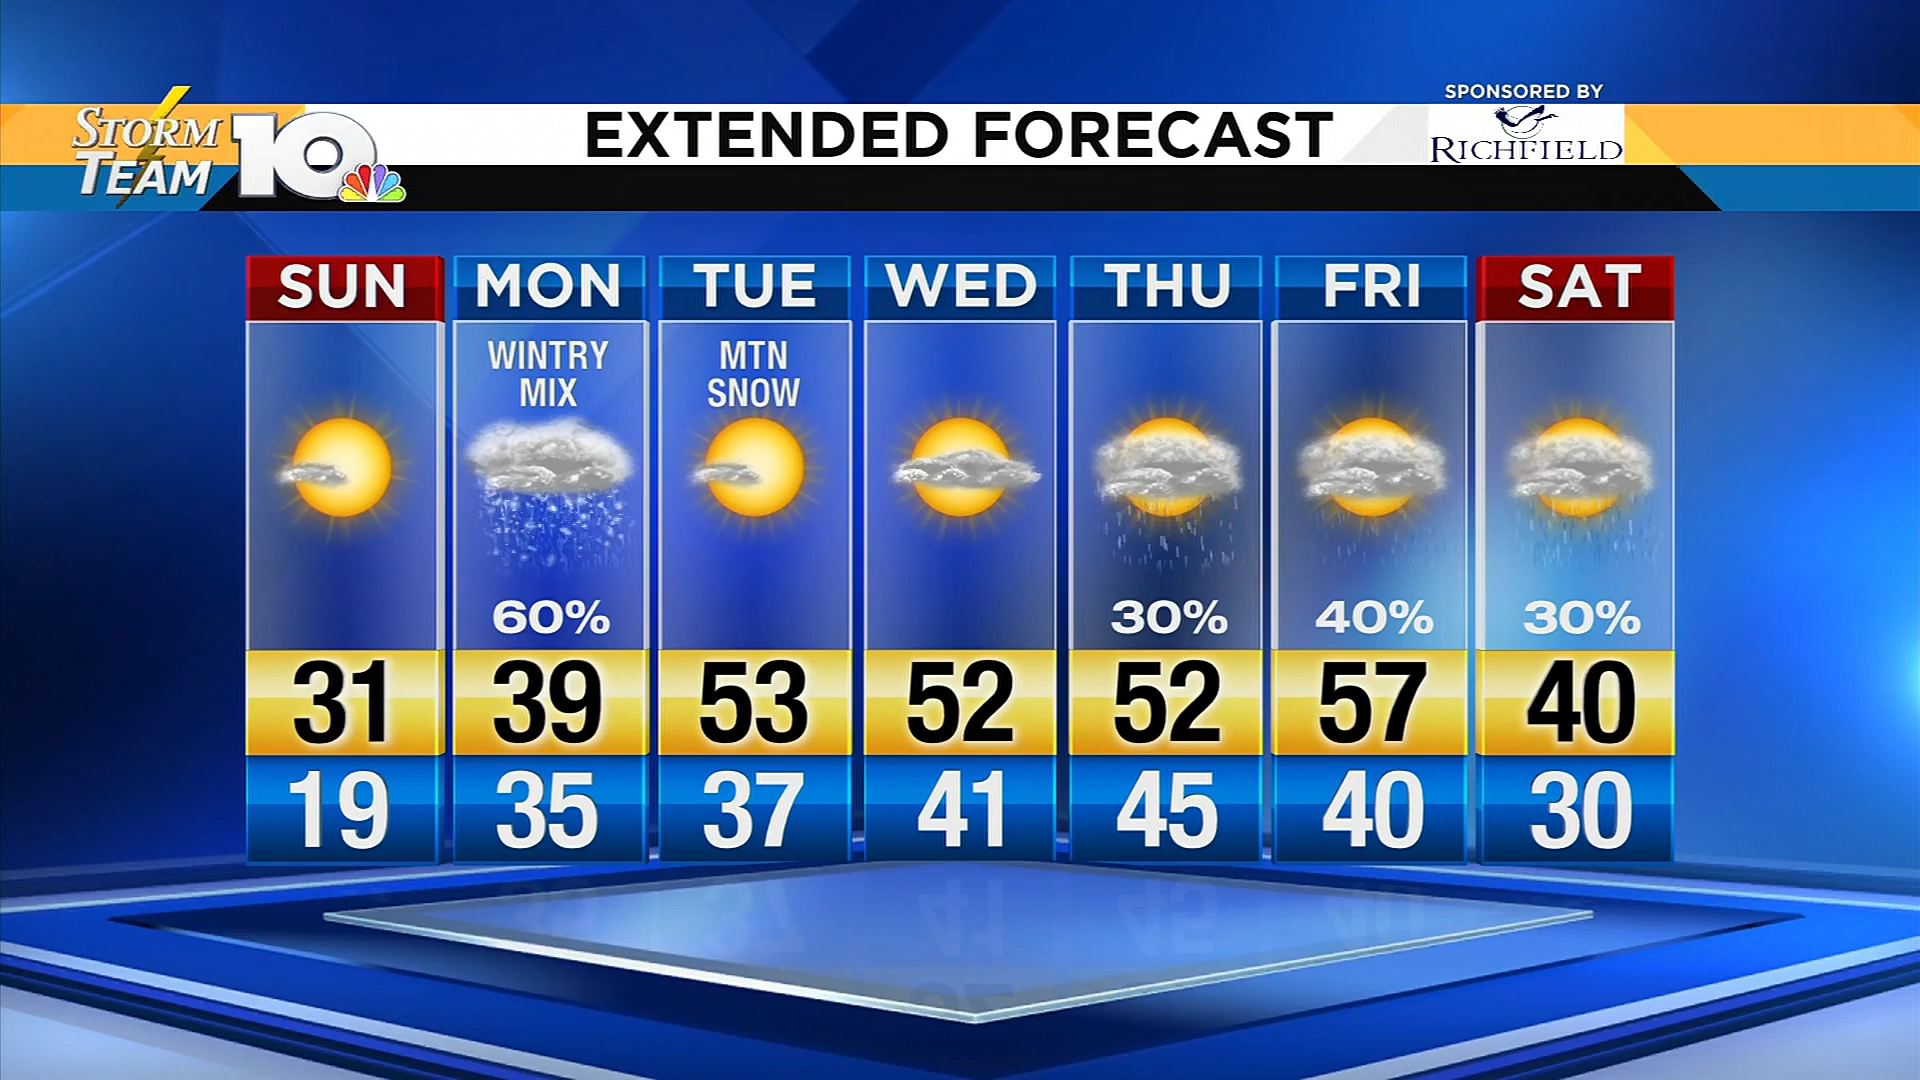 SPONSORED BY
STORM
TEAM
10
EXTENDED FORECAST
RICHFIELD
SUN MON TUE WED THU FRI SAT
WINTRY
MIX
MTN
SNOW
60% 30% 40% 30%
31 39 53 52 52 57 40
19 35 37 41 45 40 30